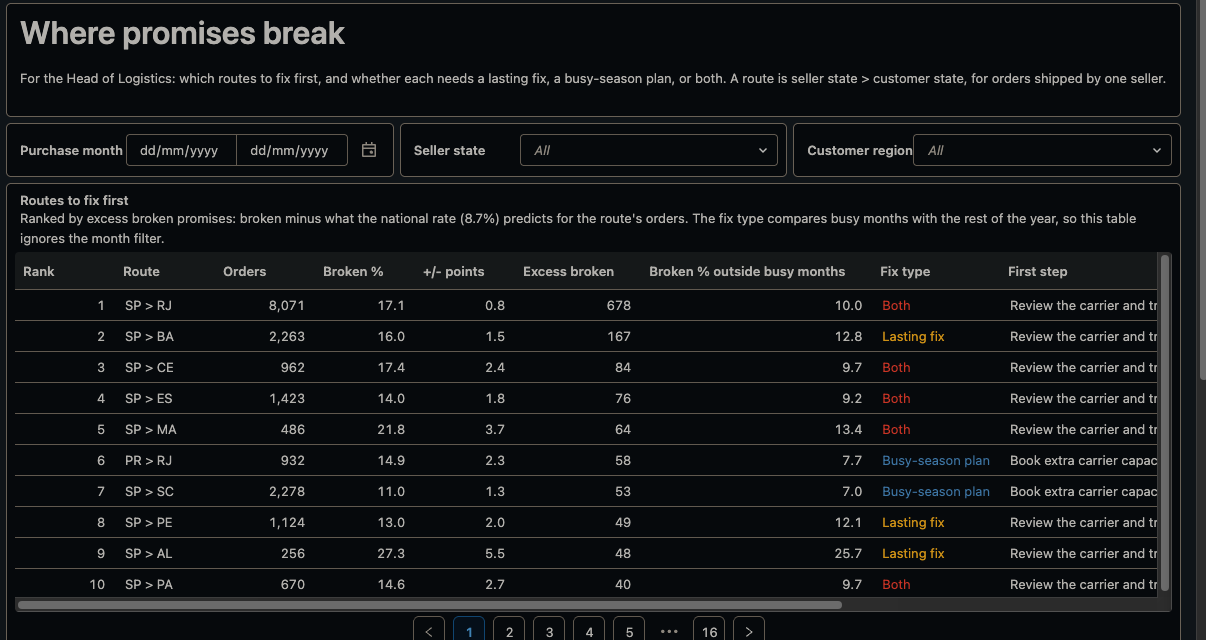 Where promises break
For the Head of Logistics: which routes to fix first, and whether each needs a lasting fix, a busy-season plan, or both. A route is seller state > customer state, for orders shipped by one seller.
Purchase month dd/mm/yyyy dd/mm/yyyy Seller state All Customer region All
Routes to fix first
Ranked by excess broken promises: broken minus what the national rate (8.7%) predicts for the route's orders. The fix type compares busy months with the rest of the year, so this table
ignores the month filter.
Rank Route Orders Broken % +/- points Excess broken Broken % outside busy months Fix type First step
1 SP > RJ 8,071 17.1 0.8 678 10.0 Both Review the carrier and
2 SP > BA 2,263 16.0 1.5 167 12.8 Lasting fix Review the carrier and
3 SP > CE 962 17.4 2.4 84 9.7 Both Review the carrier and
4 SP > ES 1,423 14.0 1.8 76 9.2 Both Review the carrier and
5 SP > MA 486 21.8 3.7 64 13.4 Both Review the carrier and
6 PR > RJ 932 14.9 2.3 58 7.7 Busy-season plan Book extra carrier
7 SP > SC 2,278 11.0 1.3 53 7.0 Busy-season plan Book extra carrier
8 SP > PE 1,124 13.0 2.0 49 12.1 Lasting fix Review the carrier and
9 SP > AL 256 27.3 5.5 48 25.7 Lasting fix Review the carrier and
10 SP > PA 670 14.6 2.7 40 9.7 Both Review the carrier and
< 1 2 3 4 5 ••• 16 >